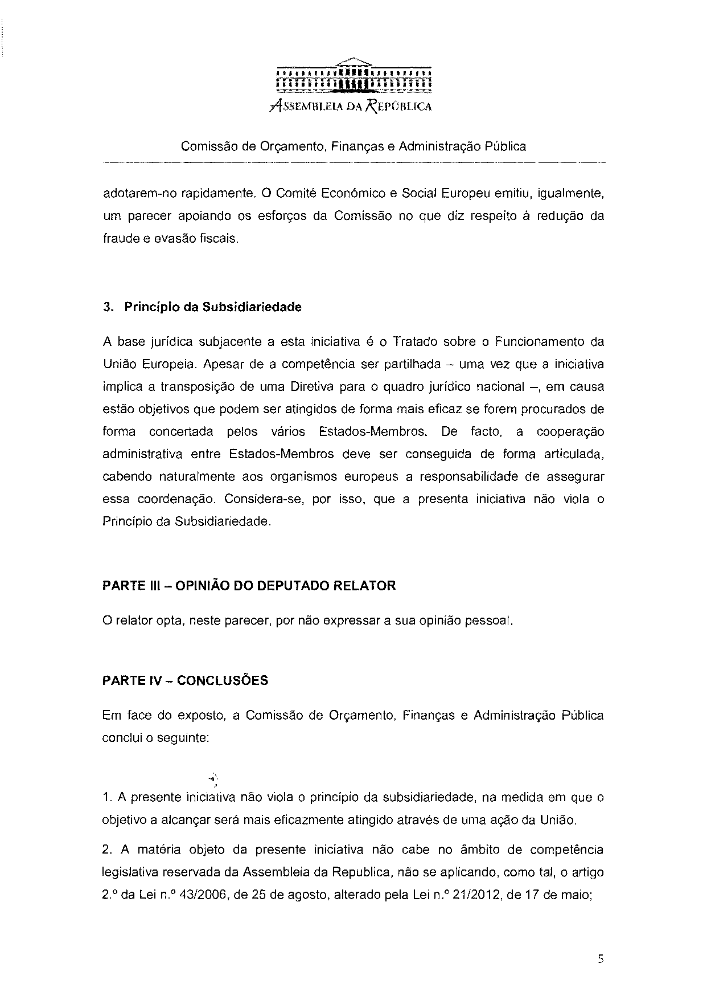 ASSEMBLEIA DA REPÚBLICA
Comissão de Orçamento, Finanças e Administração Pública
adotarem-no rapidamente. O Comité Económico e Social Europeu emitiu, igualmente,
um parecer apoiando os esforços da Comissão no que diz respeito à redução da
fraude e evasão fiscais.
3. Princípio da Subsidiariedade
A base jurídica subjacente a esta iniciativa é o Tratado sobre o Funcionamento da
União Europeia. Apesar de a competência ser partilhada – uma vez que a iniciativa
implica a transposição de uma Diretiva para o quadro jurídico nacional –, em causa
estão objetivos que podem ser atingidos de forma mais eficaz se forem procurados de
forma concertada pelos vários Estados-Membros. De facto, a cooperação
administrativa entre Estados-Membros deve ser conseguida de forma articulada,
cabendo naturalmente aos organismos europeus a responsabilidade de assegurar
essa coordenação. Considera-se, por isso, que a presenta iniciativa não viola o
Princípio da Subsidiariedade.
PARTE III – OPINIÃO DO DEPUTADO RELATOR
O relator opta, neste parecer, por não expressar a sua opinião pessoal.
PARTE IV – CONCLUSÕES
Em face do exposto, a Comissão de Orçamento, Finanças e Administração Pública
conclui o seguinte:
1. A presente iniciativa não viola o princípio da subsidiariedade, na medida em que o
objetivo a alcançar será mais eficazmente atingido através de uma ação da União.
2. A matéria objeto da presente iniciativa não cabe no âmbito de competência
legislativa reservada da Assembleia da Republica, não se aplicando, como tal, o artigo
2.º da Lei n.º 43/2006, de 25 de agosto, alterado pela Lei n.º 21/2012, de 17 de maio;
5